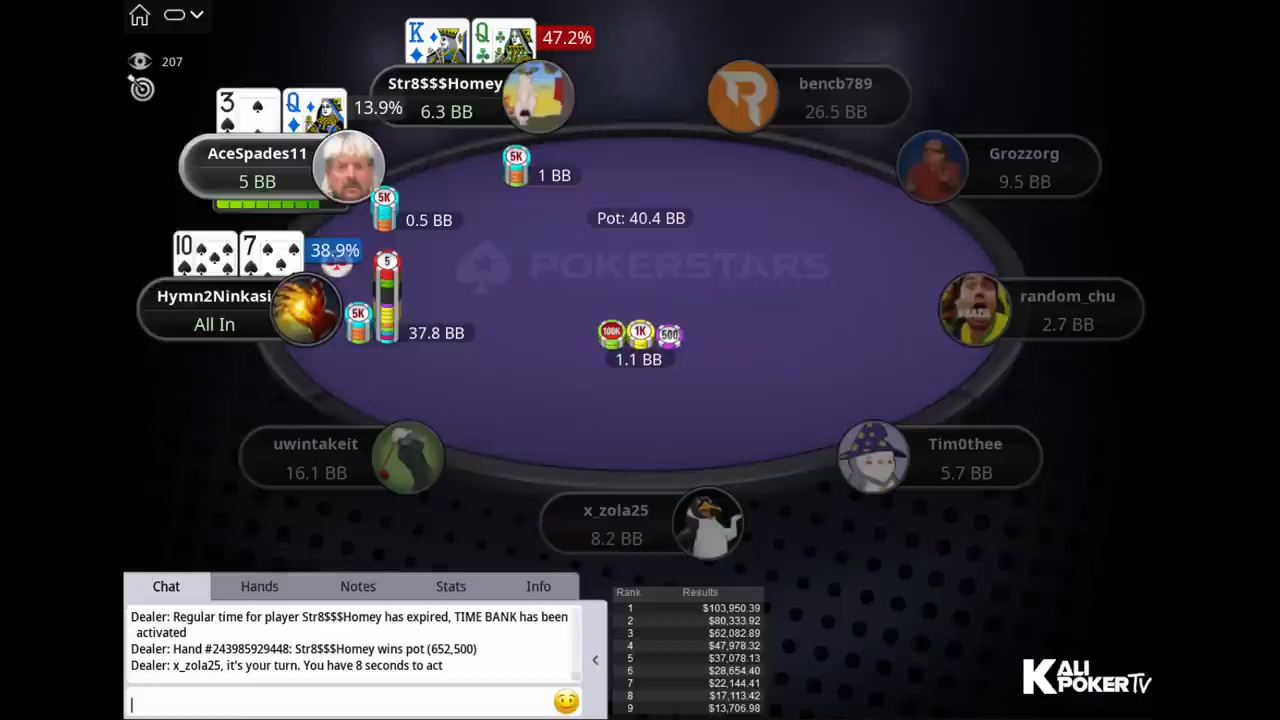 207
K Q 47.2%
Str8$$$Homey
6.3 BB
bencb789
26.5 BB
3 Q 13.9%
AceSpades11
5 BB
Grozzorg
9.5 BB
5K 1 BB
5K 0.5 BB
Pot: 40.4 BB
POKERSTARS
10 7 38.9%
Hymn2Ninkasi
All In
5
5K
37.8 BB
random_chu
2.7 BB
100K 1K 500
1.1 BB
uwintakeit
16.1 BB
Tim0thee
5.7 BB
x_zola25
8.2 BB
Chat Hands Notes Stats Info
Dealer: Regular time for player Str8$$$Homey has expired, TIME BANK has been
activated
Dealer: Hand #243985929448: Str8$$$Homey wins pot (652,500)
Dealer: x_zola25, it's your turn. You have 8 seconds to act
Rank Results
1 $103,950.39
2 $80,333.92
3 $62,082.89
4 $47,978.32
5 $37,078.13
6 $28,654.40
7 $22,144.41
8 $17,113.42
9 $13,706.98
KALI
POKERTV